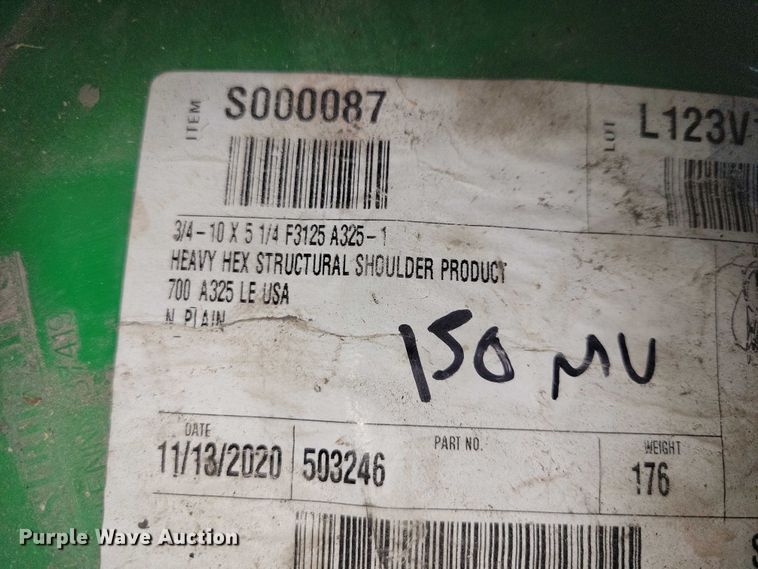 ITEM S000087
LOT L123V
3/4-10 X 5 1/4 F3125 A325-1
HEAVY HEX STRUCTURAL SHOULDER PRODUCT
700 A325 LE USA
N PLAIN
150 MU
DATE PART NO. WEIGHT
11/13/2020 503246 176
Purple Wave Auction